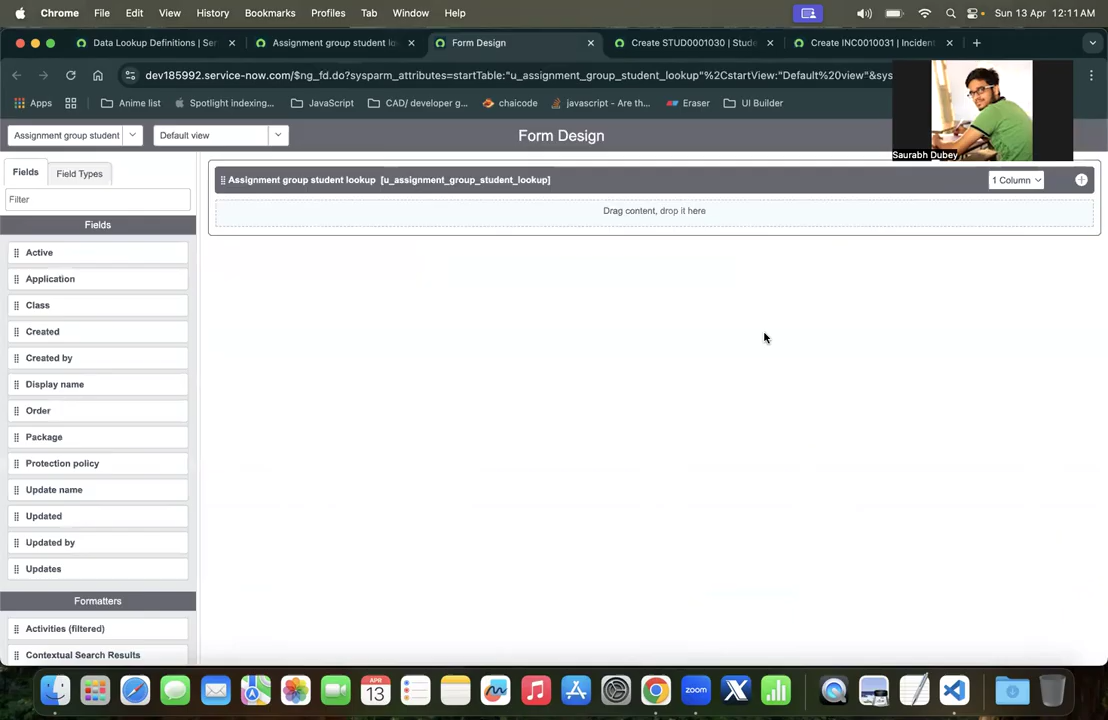 Chrome File Edit View History Bookmarks Profiles Tab Window Help Sun 13 Apr 12:11 AM
Data Lookup Definitions | Ser Assignment group student lo Form Design Create STUD0001030 | Stude Create INC0010031 | Incident
dev185992.service-now.com/$ng_fd.do?sysparm_attributes=startTable:"u_assignment_group_student_lookup"%2CstartView:"Default%20view"&sys
Apps Anime list Spotlight indexing... JavaScript CAD/ developer g... chaicode javascript - Are th... Eraser UI Builder
Assignment group student Default view Form Design
Saurabh Dubey
Fields Field Types
Assignment group student lookup [u_assignment_group_student_lookup] 1 Column
Filter
Drag content, drop it here
Fields
Active
Application
Class
Created
Created by
Display name
Order
Package
Protection policy
Update name
Updated
Updated by
Updates
Formatters
Activities (filtered)
Contextual Search Results
APR
13
zoom